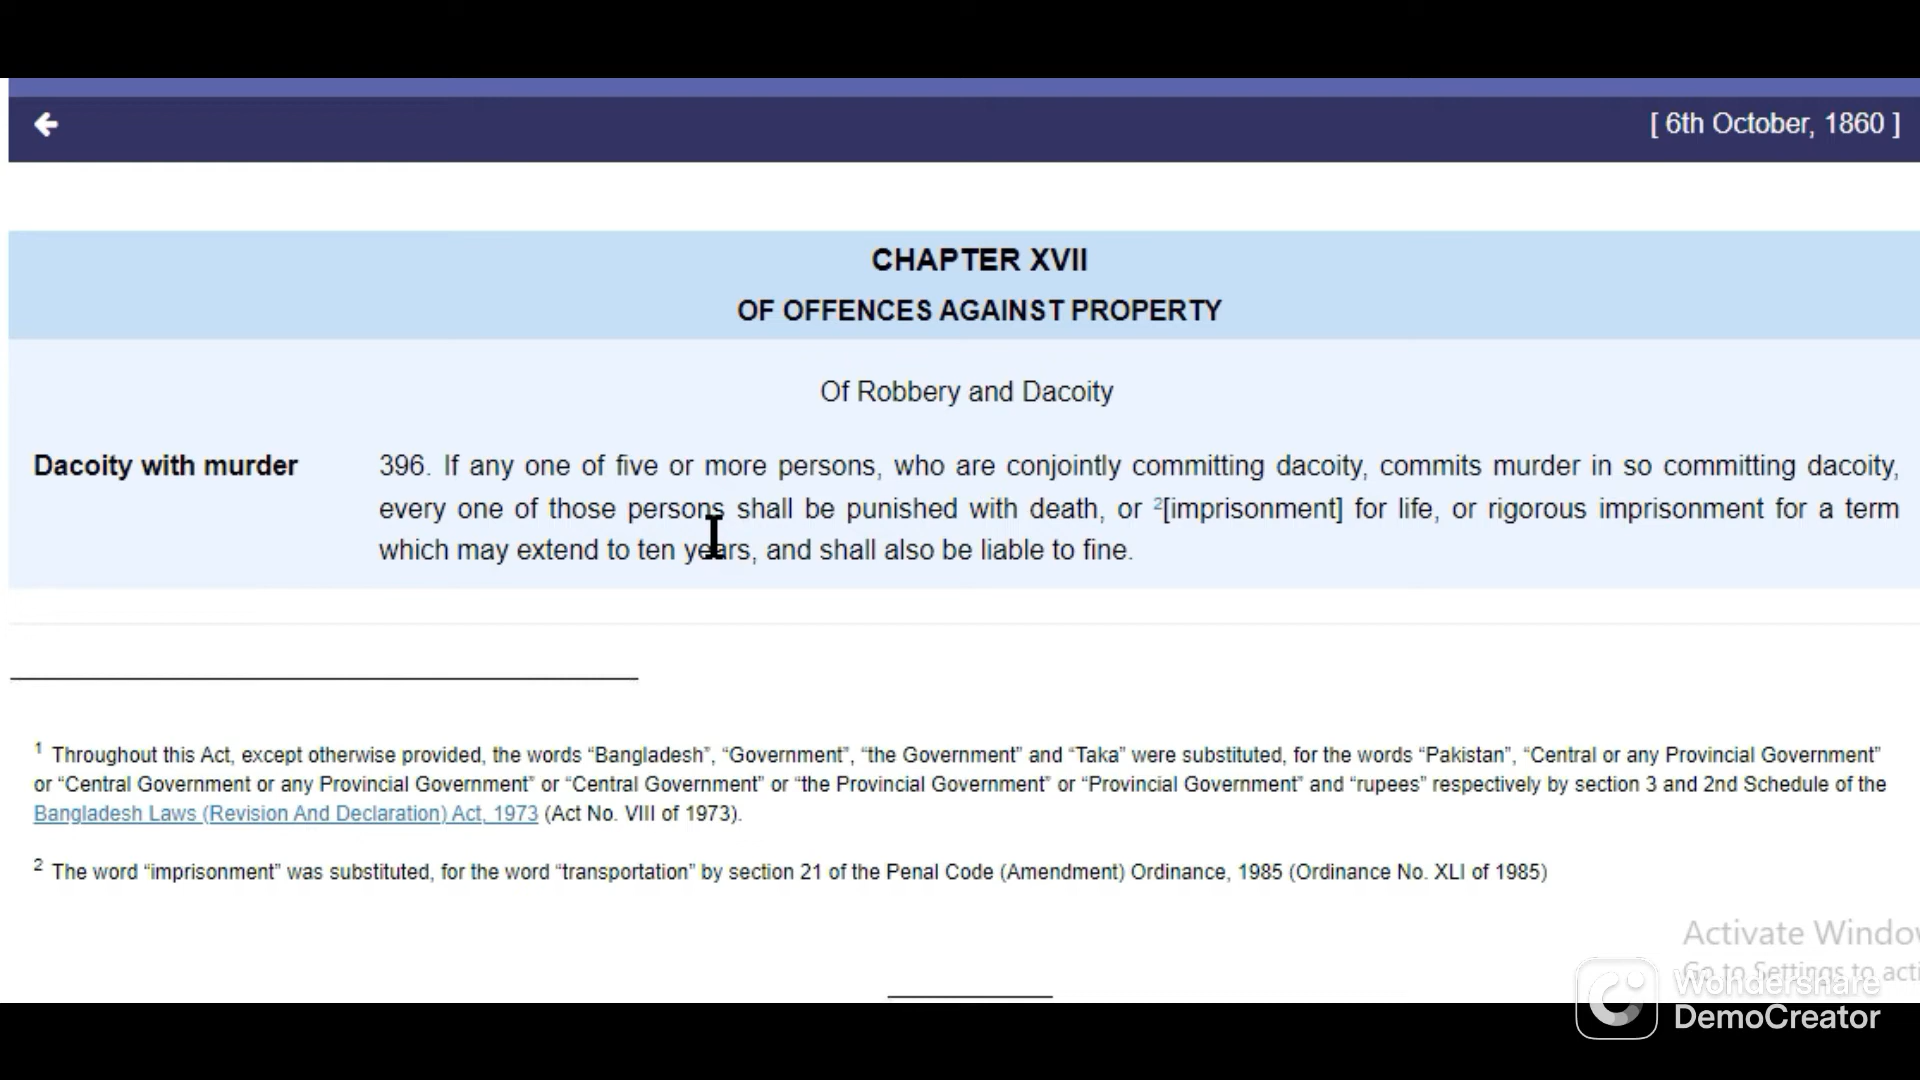 [ 6th October, 1860 ]
CHAPTER XVII
OF OFFENCES AGAINST PROPERTY
Of Robbery and Dacoity
Dacoity with murder
396. If any one of five or more persons, who are conjointly committing dacoity, commits murder in so committing dacoity,
every one of those persons shall be punished with death, or 2[imprisonment] for life, or rigorous imprisonment for a term
which may extend to ten years, and shall also be liable to fine.
1 Throughout this Act, except otherwise provided, the words “Bangladesh”, “Government”, “the Government” and “Taka” were substituted, for the words “Pakistan”, “Central or any Provincial Government”
or “Central Government or any Provincial Government” or “Central Government” or “the Provincial Government” or “Provincial Government” and “rupees” respectively by section 3 and 2nd Schedule of the
Bangladesh Laws (Revision And Declaration) Act, 1973 (Act No. VIII of 1973).
2 The word “imprisonment” was substituted, for the word “transportation” by section 21 of the Penal Code (Amendment) Ordinance, 1985 (Ordinance No. XLI of 1985)
Activate Windo
Go to Settings to acti
Wondershare
DemoCreator